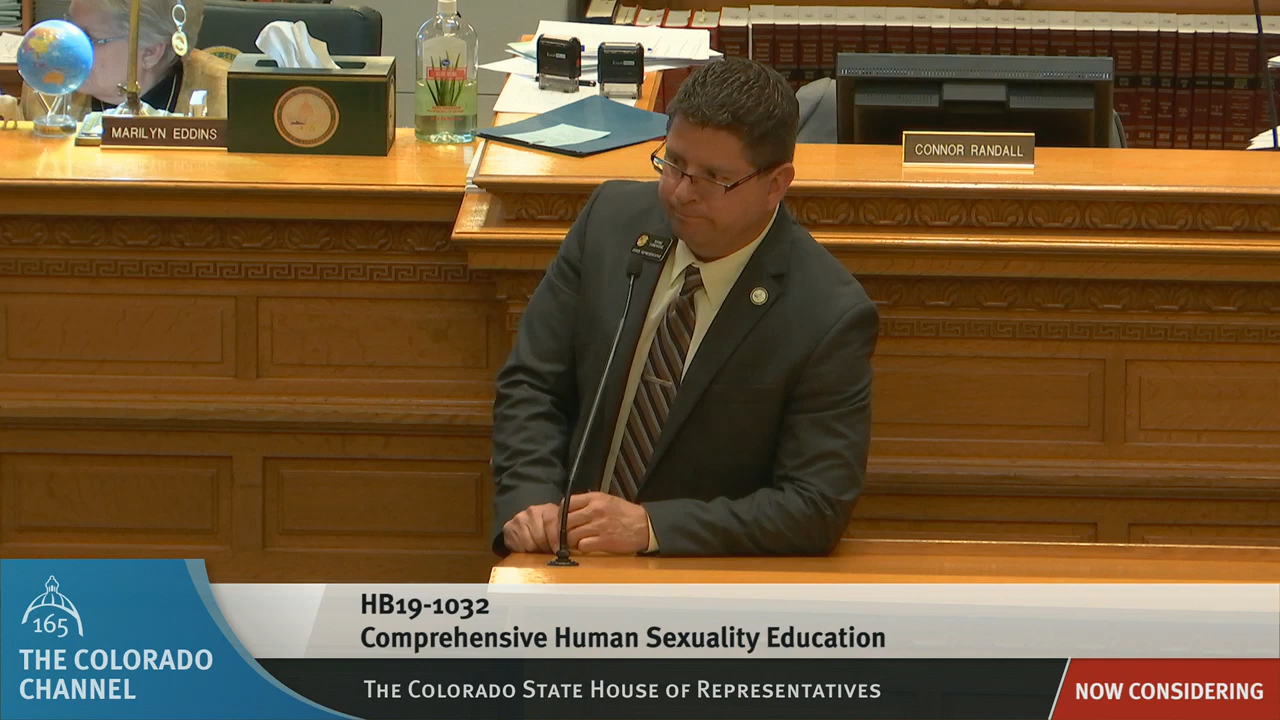 MARILYN EDDINS
CONNOR RANDALL
HB19-1032
Comprehensive Human Sexuality Education
165
THE COLORADO
CHANNEL
THE COLORADO STATE HOUSE OF REPRESENTATIVES
NOW CONSIDERING